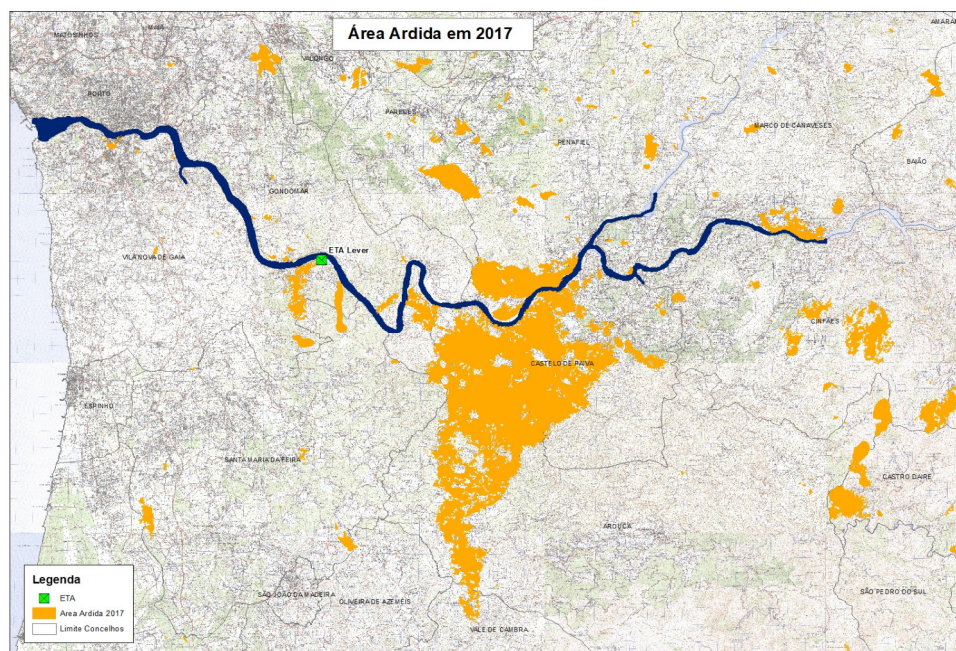 Área Ardida em 2017
MATOSINHOS
MAIA
VALONGO
PORTO
PAREDES
PENAFIEL
MARCO DE CANAVESES
BAIÃO
GONDOMAR
ETA Lever
VILA NOVA DE GAIA
CINFÃES
CASTELO DE PAIVA
ESPINHO
SANTA MARIA DA FEIRA
CASTRO DAIRE
AROUCA
SÃO JOÃO DA MADEIRA
OLIVEIRA DE AZEMÉIS
SÃO PEDRO DO SUL
VALE DE CAMBRA
Legenda
ETA
Area Ardida 2017
Limite Concelhos